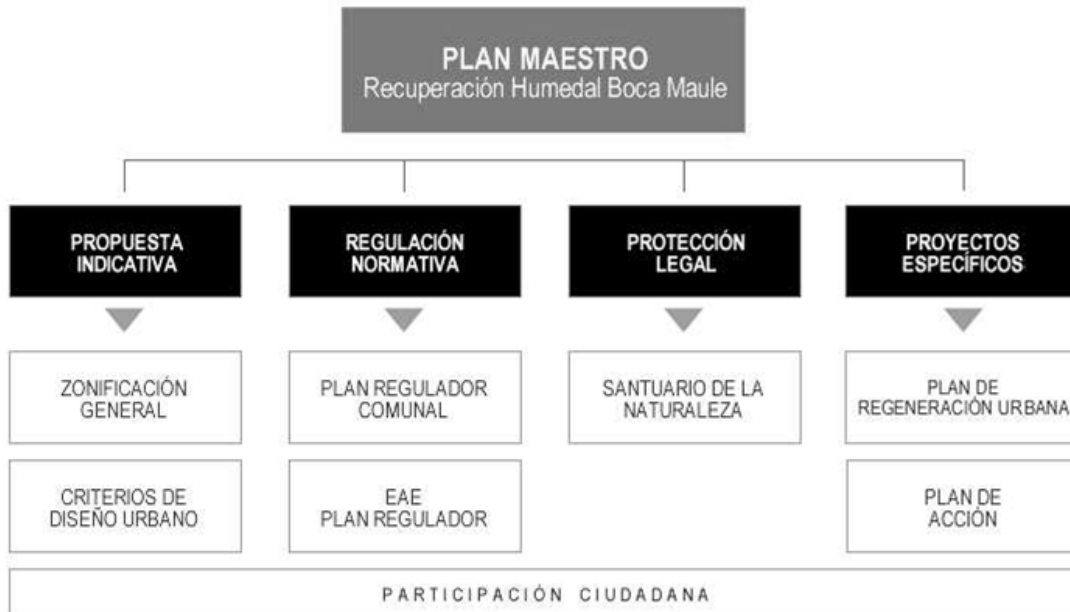 PLAN MAESTRO
Recuperación Humedal Boca Maule
PROPUESTA
INDICATIVA
REGULACIÓN
NORMATIVA
PROTECCIÓN
LEGAL
PROYECTOS
ESPECÍFICOS
ZONIFICACIÓN
GENERAL
PLAN REGULADOR
COMUNAL
SANTUARIO DE LA
NATURALEZA
PLAN DE
REGENERACIÓN URBANA
CRITERIOS DE
DISEÑO URBANO
EAE
PLAN REGULADOR
PLAN DE
ACCIÓN
PARTICIPACIÓN CIUDADANA